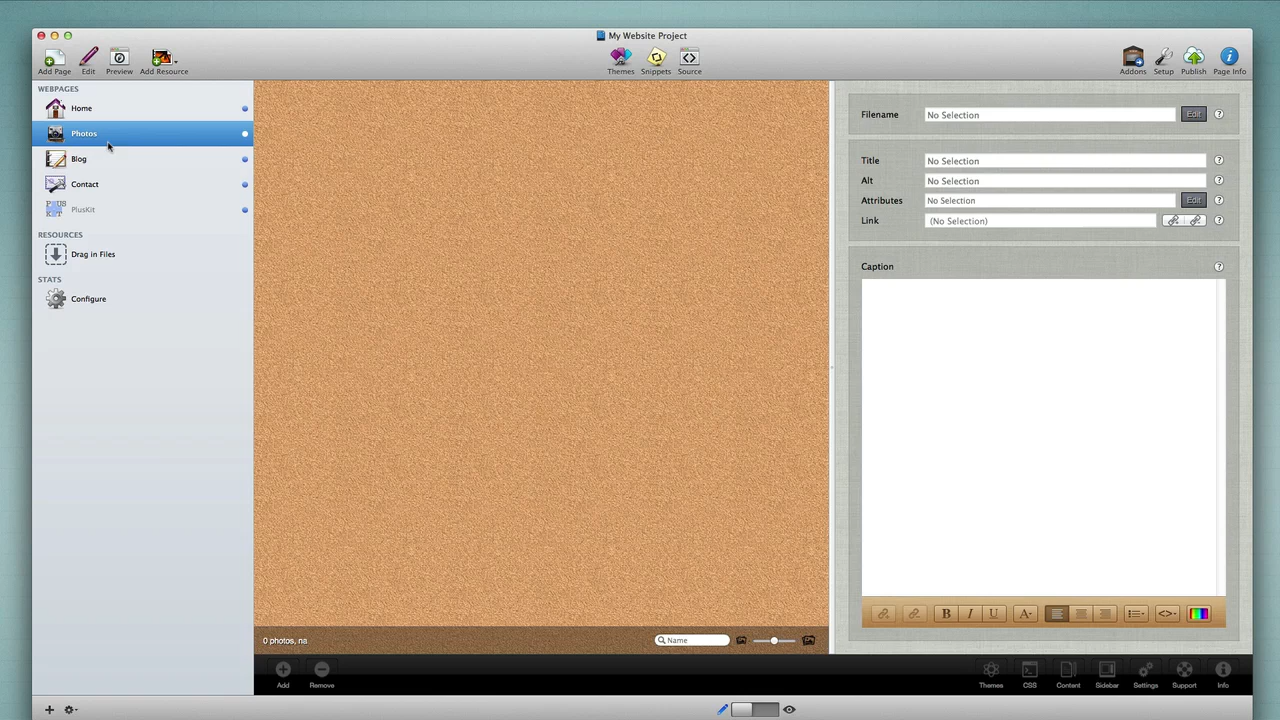 My Website Project
Add Page
Edit
Preview
Add Resource
Themes
Snippets
Source
Addons
Setup
Publish
Page Info
WEBPAGES
Home
Photos
Blog
Contact
PLUS
KIT
PlusKit
RESOURCES
Drag in Files
STATS
Configure
Filename
No Selection
Edit
?
Title
No Selection
?
Alt
No Selection
?
Attributes
No Selection
Edit
?
Link
(No Selection)
?
Caption
?
B
I
U
A
<>
0 photos, na
Name
Add
Remove
Themes
CSS
Content
Sidebar
Settings
Support
Info